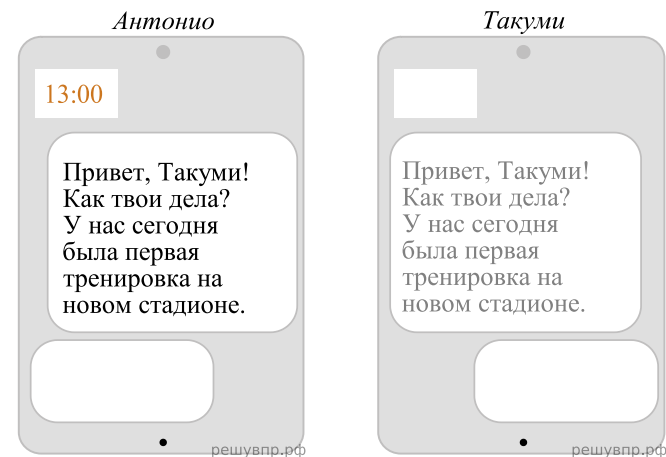 Антонио
13:00
Привет, Такуми!
Как твои дела?
У нас сегодня
была первая
тренировка на
новом стадионе.
решувпр.рф
Такуми
Привет, Такуми!
Как твои дела?
У нас сегодня
была первая
тренировка на
новом стадионе.
решувпр.рф